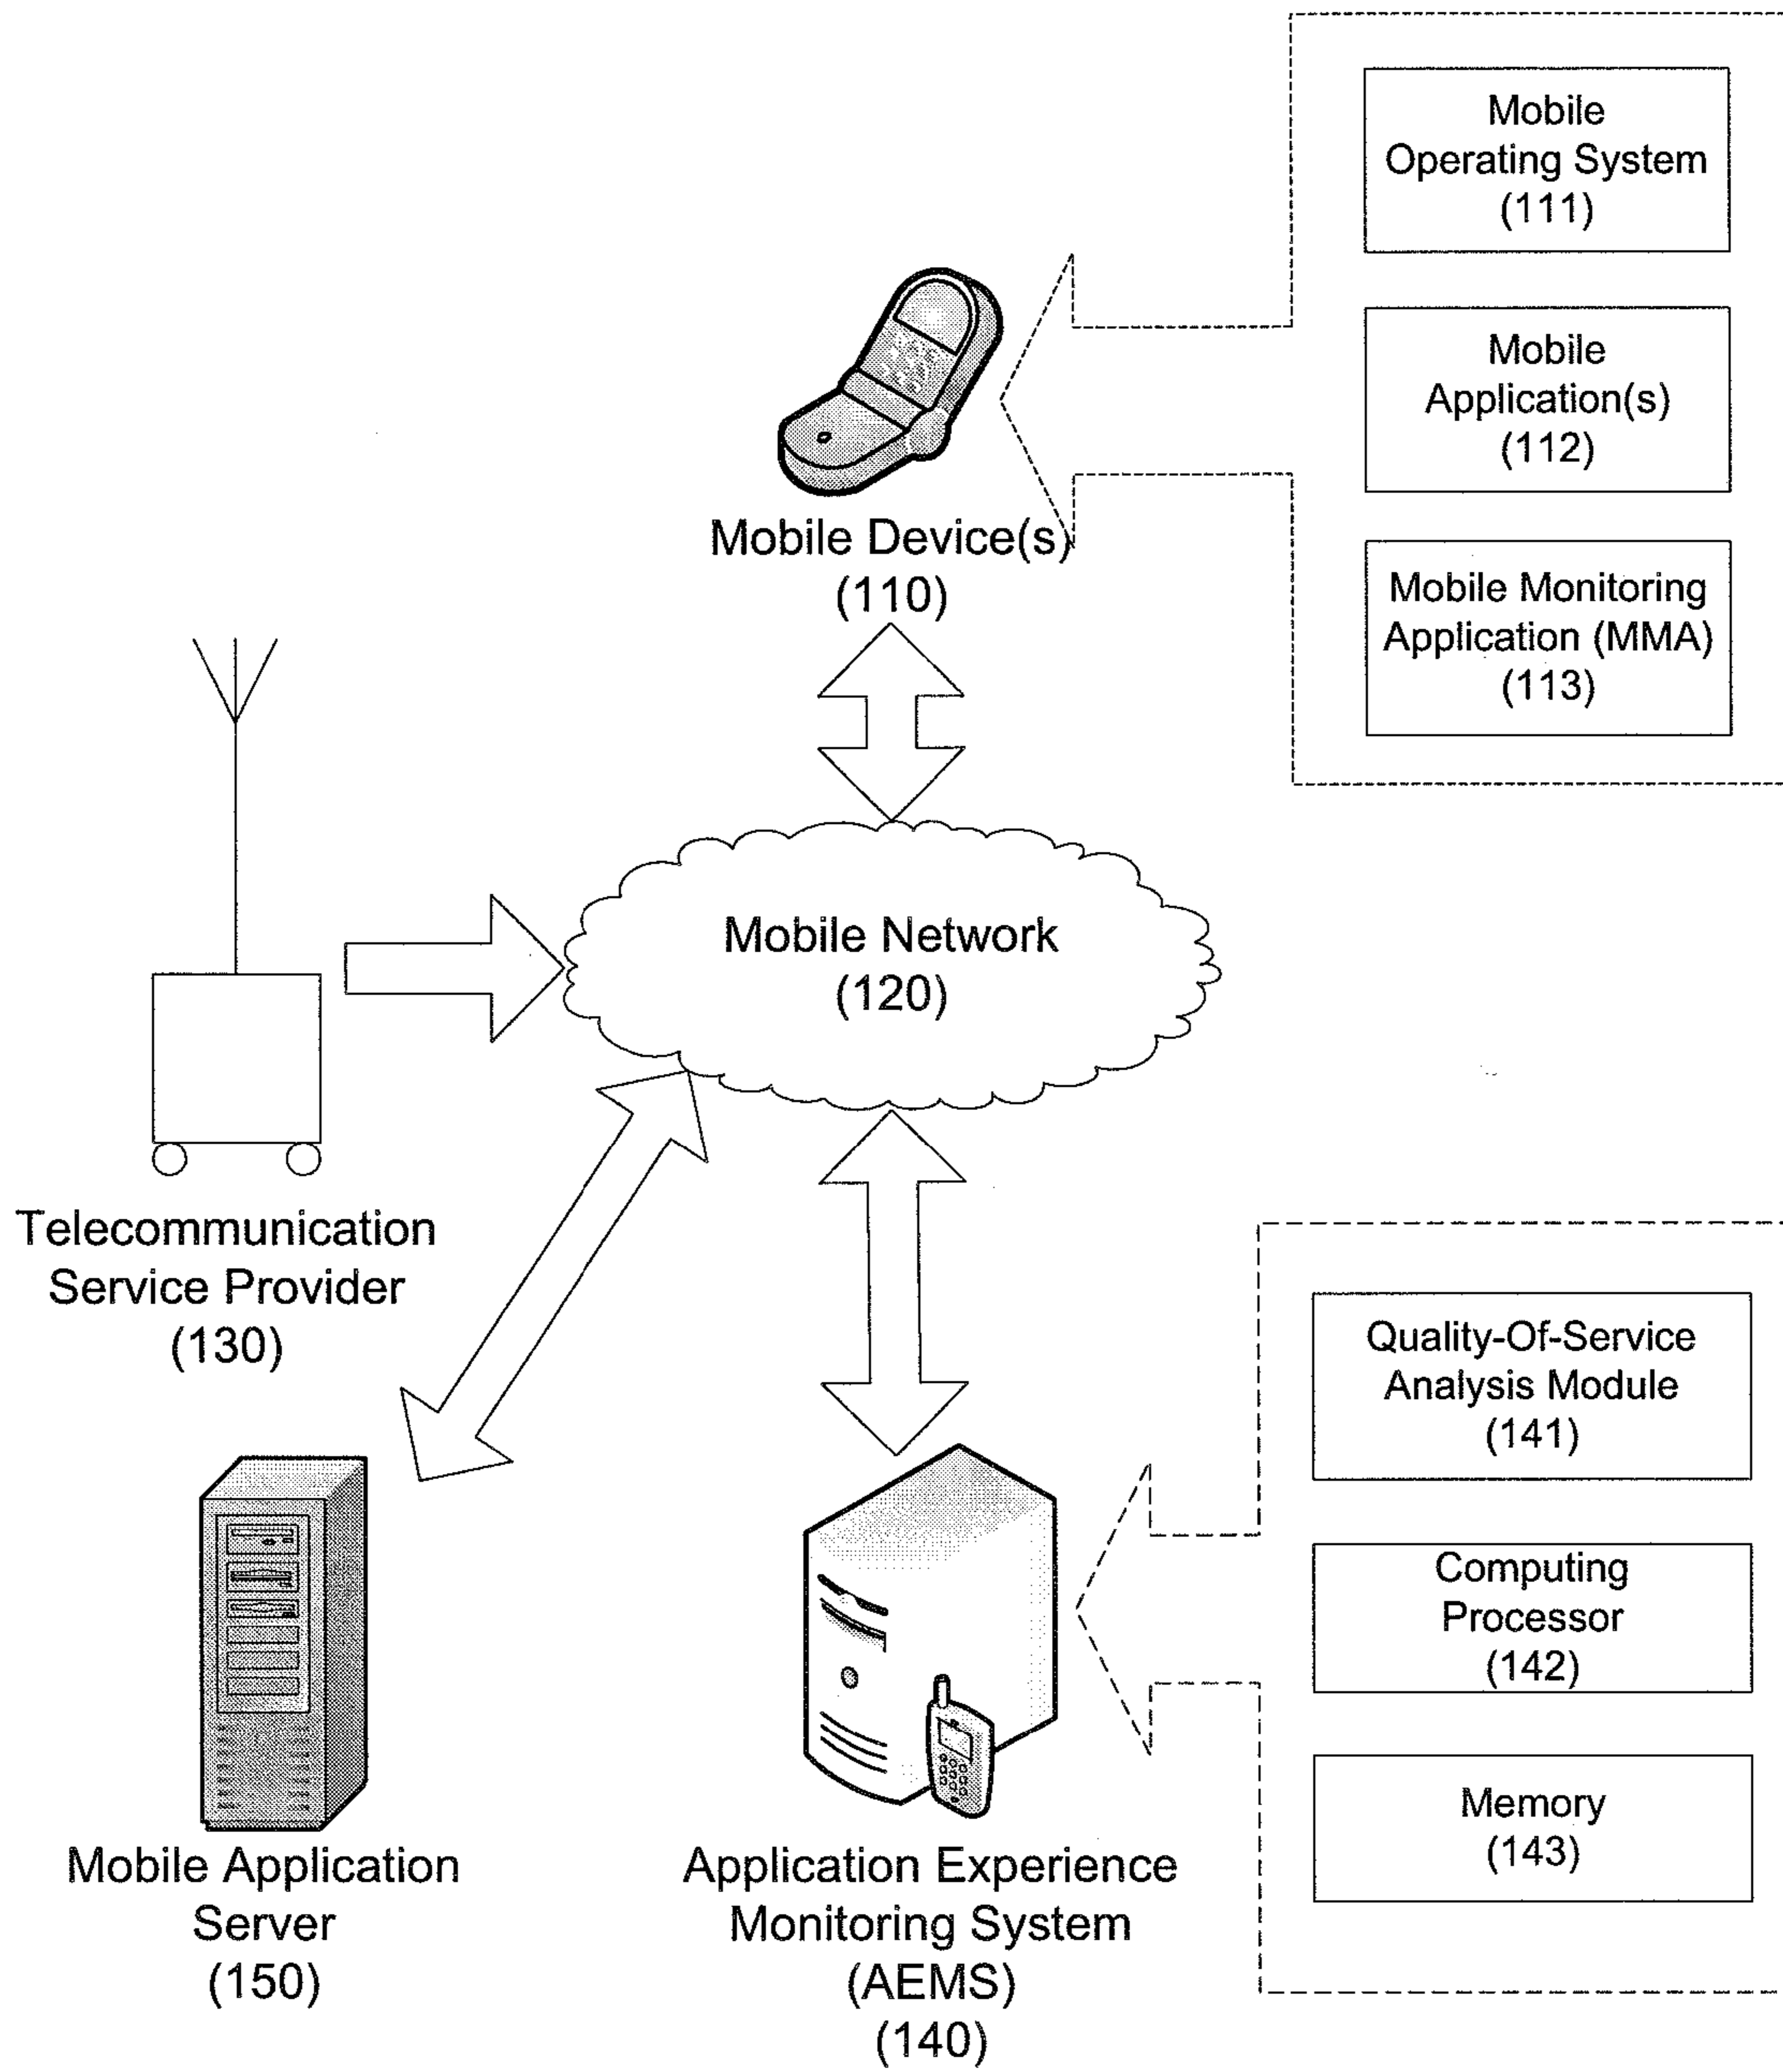 Mobile
Operating System
(111)
Mobile
Application(s)
(112)
Mobile Monitoring
Application (MMA)
(113)
Mobile Device(s)
(110)
Mobile Network
(120)
Telecommunication
Service Provider
(130)
Quality-Of-Service
Analysis Module
(141)
Computing
Processor
(142)
Memory
(143)
Mobile Application
Server
(150)
Application Experience
Monitoring System
(AEMS)
(140)